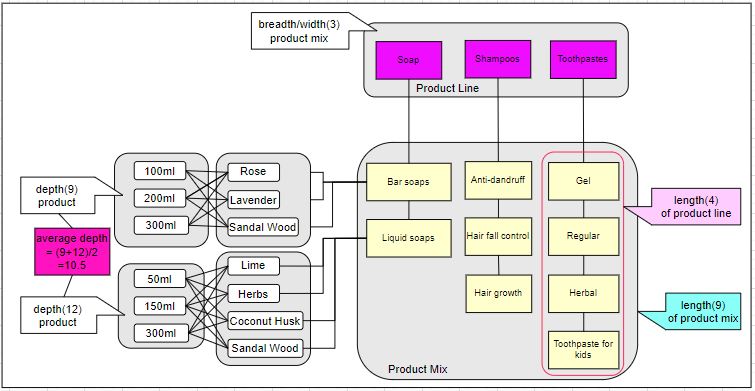 breadth/width(3)
product mix
Soap
Shampoos
Toothpastes
Product Line
100ml
200ml
300ml
Rose
Lavender
Sandal Wood
depth(9)
product
average depth
= (9+12)/2
=10.5
depth(12)
product
50ml
150ml
300ml
Lime
Herbs
Coconut Husk
Sandal Wood
Bar soaps
Liquid soaps
Anti-dandruff
Hair fall control
Hair growth
Gel
Regular
Herbal
Toothpaste for
kids
Product Mix
length(4)
of product line
length(9)
of product mix